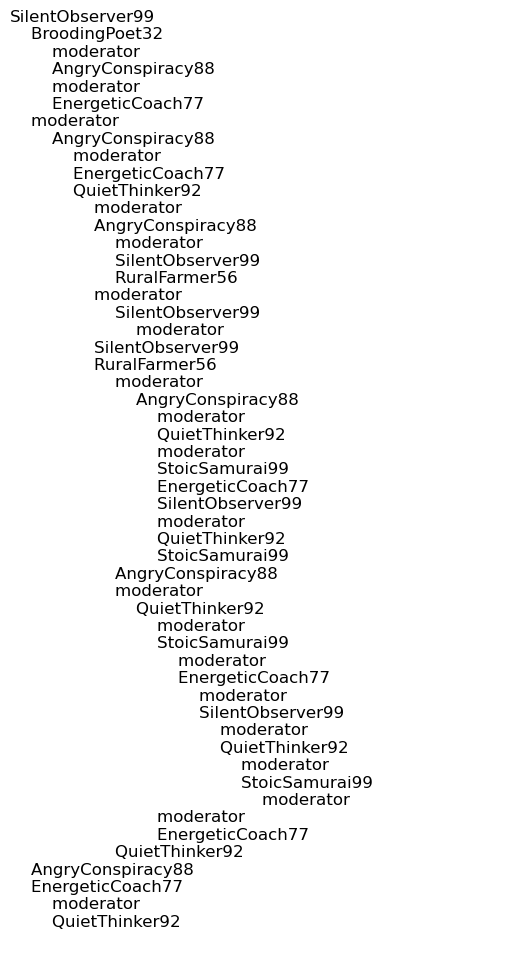 SilentObserver99
BroodingPoet32
moderator
AngryConspiracy88
moderator
EnergeticCoach77
moderator
AngryConspiracy88
moderator
EnergeticCoach77
QuietThinker92
moderator
AngryConspiracy88
moderator
SilentObserver99
RuralFarmer56
moderator
SilentObserver99
moderator
SilentObserver99
RuralFarmer56
moderator
AngryConspiracy88
moderator
QuietThinker92
moderator
StoicSamurai99
EnergeticCoach77
SilentObserver99
moderator
QuietThinker92
StoicSamurai99
AngryConspiracy88
moderator
QuietThinker92
moderator
StoicSamurai99
moderator
EnergeticCoach77
moderator
SilentObserver99
moderator
QuietThinker92
moderator
StoicSamurai99
moderator
moderator
EnergeticCoach77
QuietThinker92
AngryConspiracy88
EnergeticCoach77
moderator
QuietThinker92